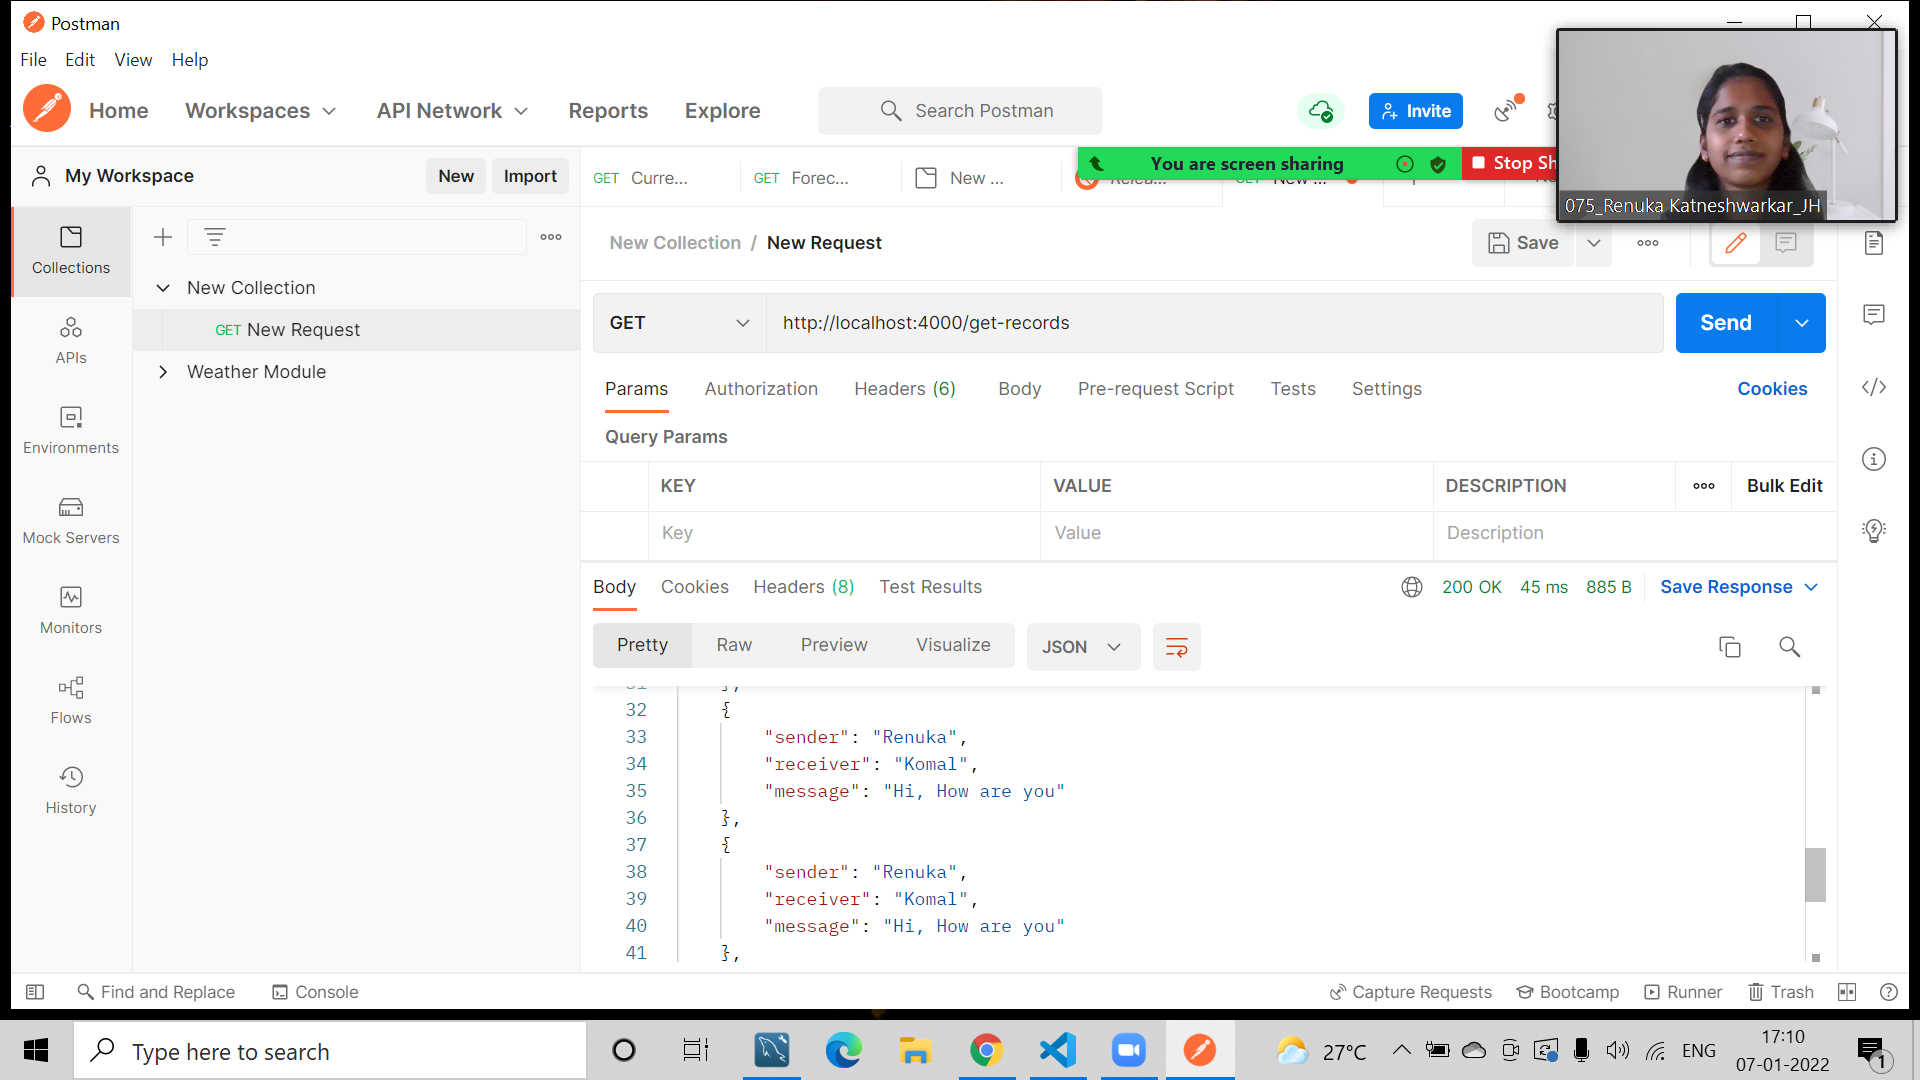 Postman
File Edit View Help
Home Workspaces API Network Reports Explore Search Postman Invite
My Workspace New Import
GET Curre... GET Forec... New ...
You are screen sharing Stop Sh
075_Renuka Katneshwarkar_JH
New Collection / New Request Save
Collections
New Collection
GET New Request
Weather Module
APIs
Environments
Mock Servers
Monitors
Flows
History
GET http://localhost:4000/get-records Send
Params Authorization Headers (6) Body Pre-request Script Tests Settings Cookies
Query Params
KEY VALUE DESCRIPTION ooo Bulk Edit
Key Value Description
Body Cookies Headers (8) Test Results 200 OK 45 ms 885 B Save Response
Pretty Raw Preview Visualize JSON
32 {
33 "sender": "Renuka",
34 "receiver": "Komal",
35 "message": "Hi, How are you"
36 },
37 {
38 "sender": "Renuka",
39 "receiver": "Komal",
40 "message": "Hi, How are you"
41 },
Find and Replace Console Capture Requests Bootcamp Runner Trash
Type here to search 27°C ENG 17:10
07-01-2022 1